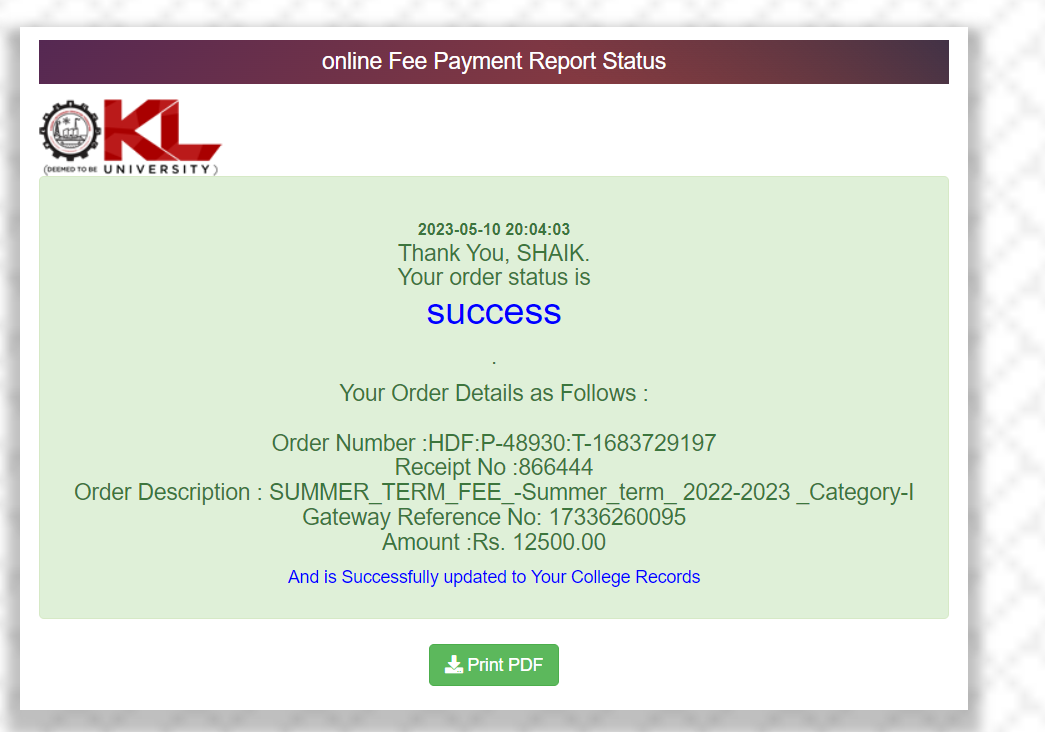 online Fee Payment Report Status
KL
(DEEMED TO BE UNIVERSITY)
2023-05-10 20:04:03
Thank You, SHAIK.
Your order status is
success
.
Your Order Details as Follows :
Order Number :HDF:P-48930:T-1683729197
Receipt No :866444
Order Description : SUMMER_TERM_FEE_-Summer_term_ 2022-2023 _Category-I
Gateway Reference No: 17336260095
Amount :Rs. 12500.00
And is Successfully updated to Your College Records
Print PDF